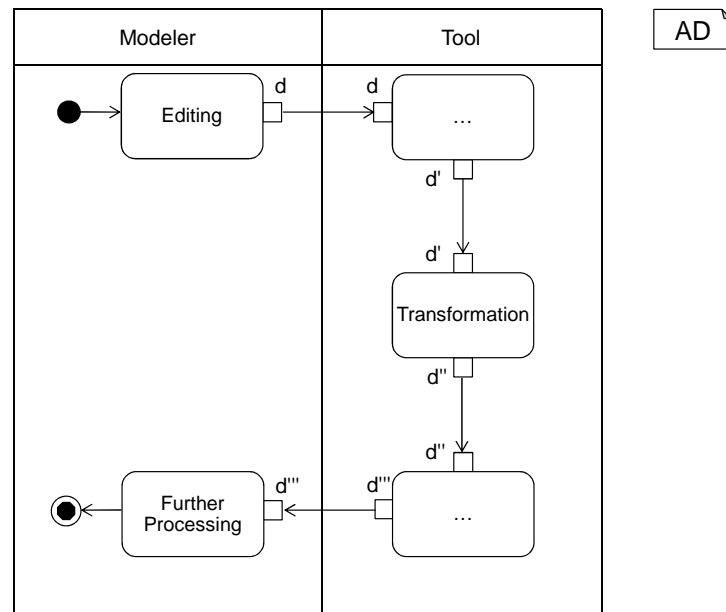 Modeler
Tool
AD
d
d
Editing
...
d'
d'
Transformation
d''
d''
d'''
d'''
Further
Processing
...